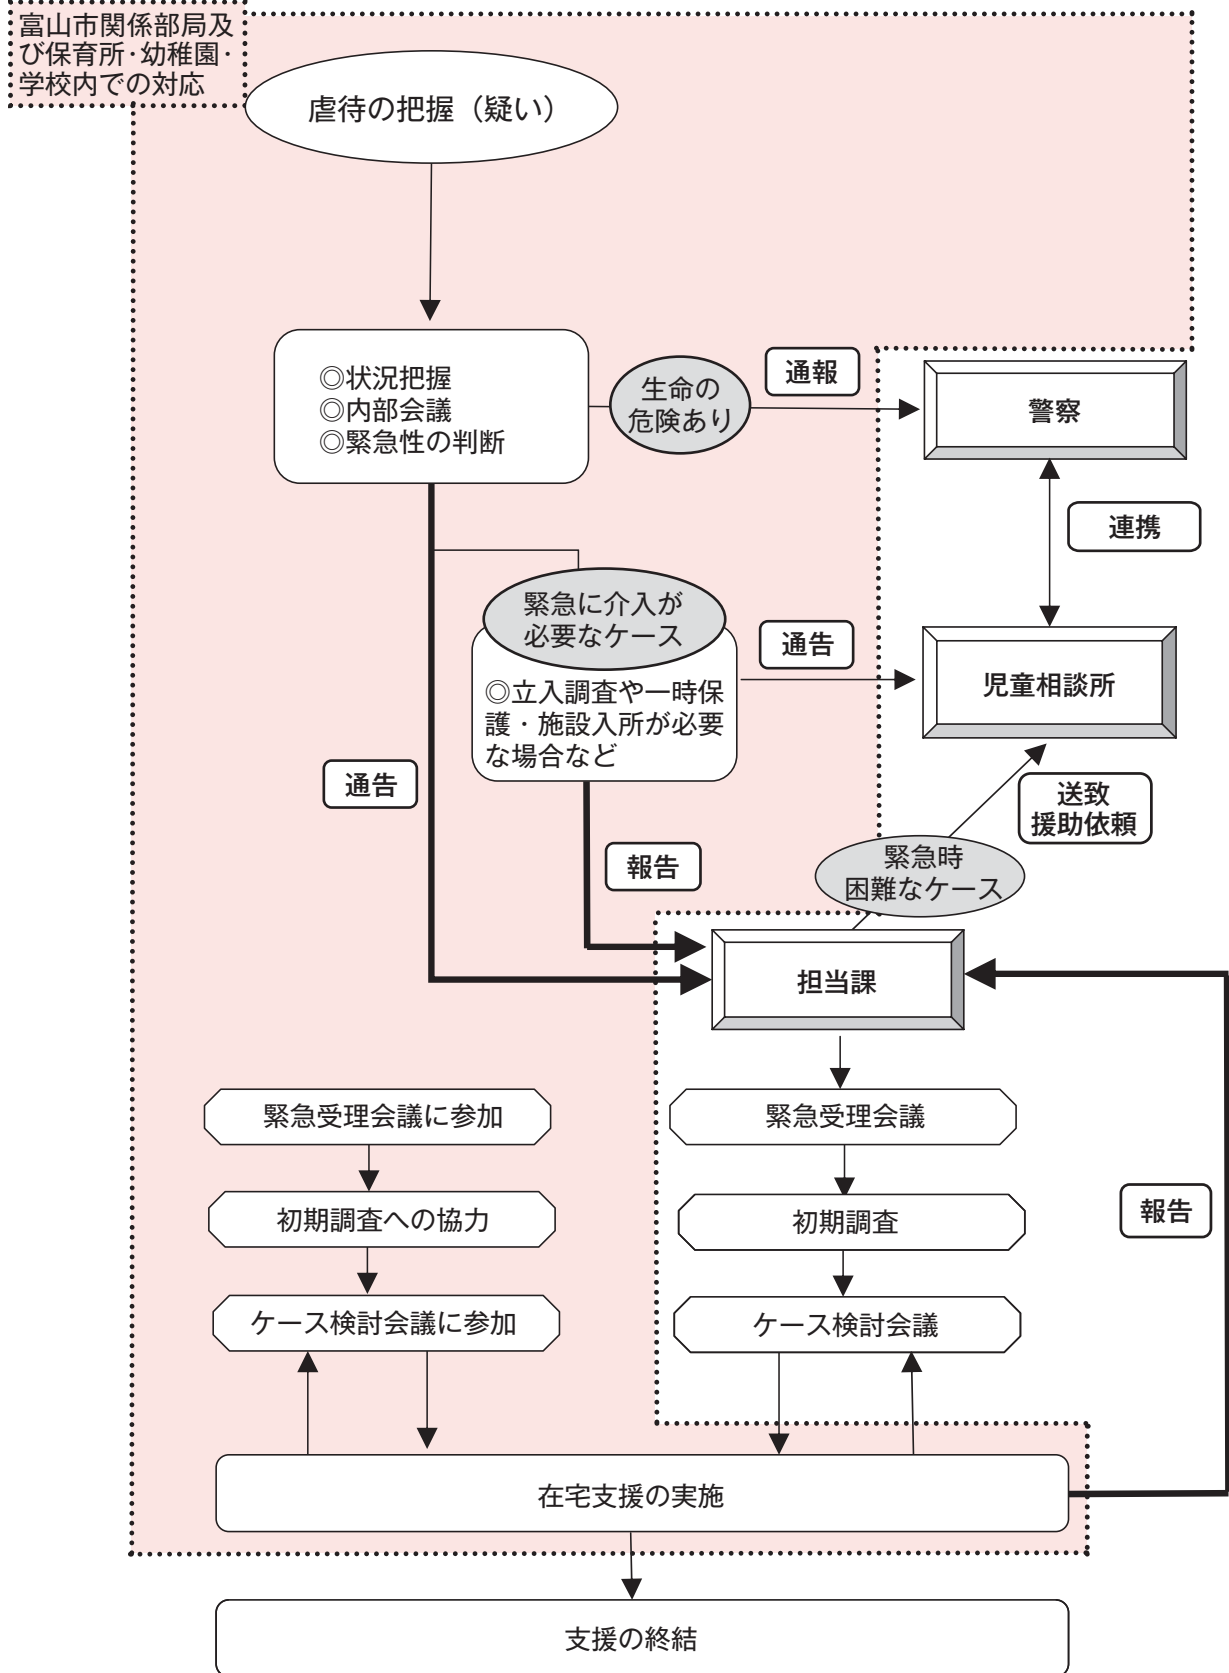 富山市関係部局及
び保育所・幼稚園・
学校内での対応
虐待の把握（疑い）
◎状況把握
◎内部会議
◎緊急性の判断
生命の
危険あり
通報
警察
連携
緊急に介入が
必要なケース
◎立入調査や一時保
護・施設入所が必要
な場合など
通告
児童相談所
通告
報告
送致
援助依頼
緊急時
困難なケース
担当課
緊急受理会議に参加
緊急受理会議
初期調査への協力
初期調査
報告
ケース検討会議に参加
ケース検討会議
在宅支援の実施
支援の終結